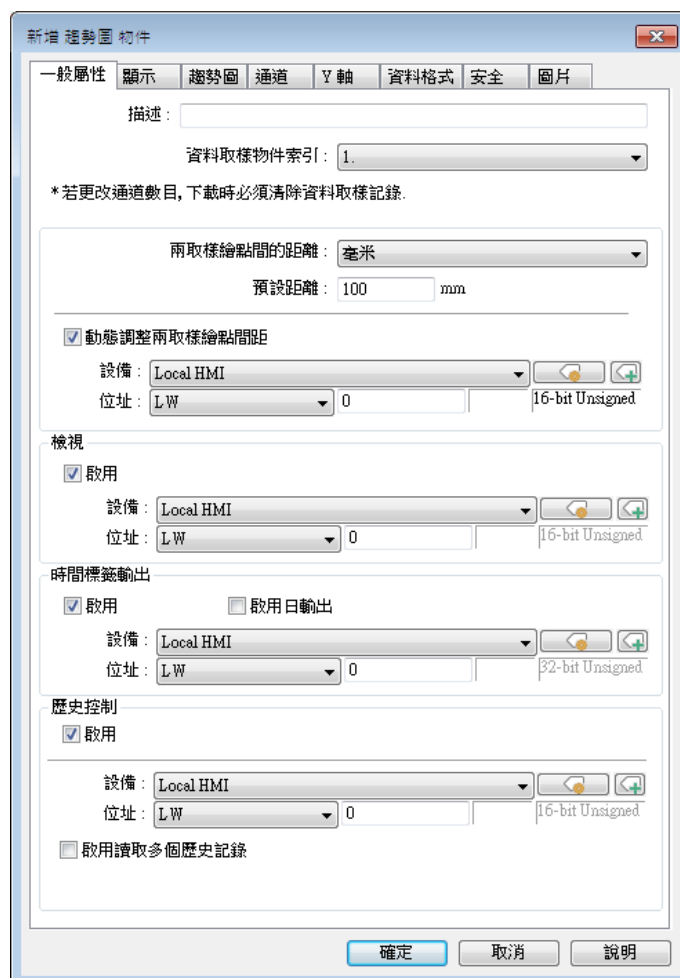 新增 趨勢圖 物件
一般屬性 顯示 趨勢圖 通道 Y 軸 資料格式 安全 圖片
描述 :
資料取樣物件索引 : 1.
*若更改通道數目, 下載時必須清除資料取樣記錄.
兩取樣繪點間的距離 : 毫米
預設距離 : 100 mm
動態調整兩取樣繪點間距
設備 : Local HMI
位址 : LW 0 16-bit Unsigned
檢視
啟用
設備 : Local HMI
位址 : LW 0 16-bit Unsigned
時間標籤輸出
啟用 啟用日輸出
設備 : Local HMI
位址 : LW 0 32-bit Unsigned
歷史控制
啟用
設備 : Local HMI
位址 : LW 0 16-bit Unsigned
啟用讀取多個歷史記錄
確定 取消 說明